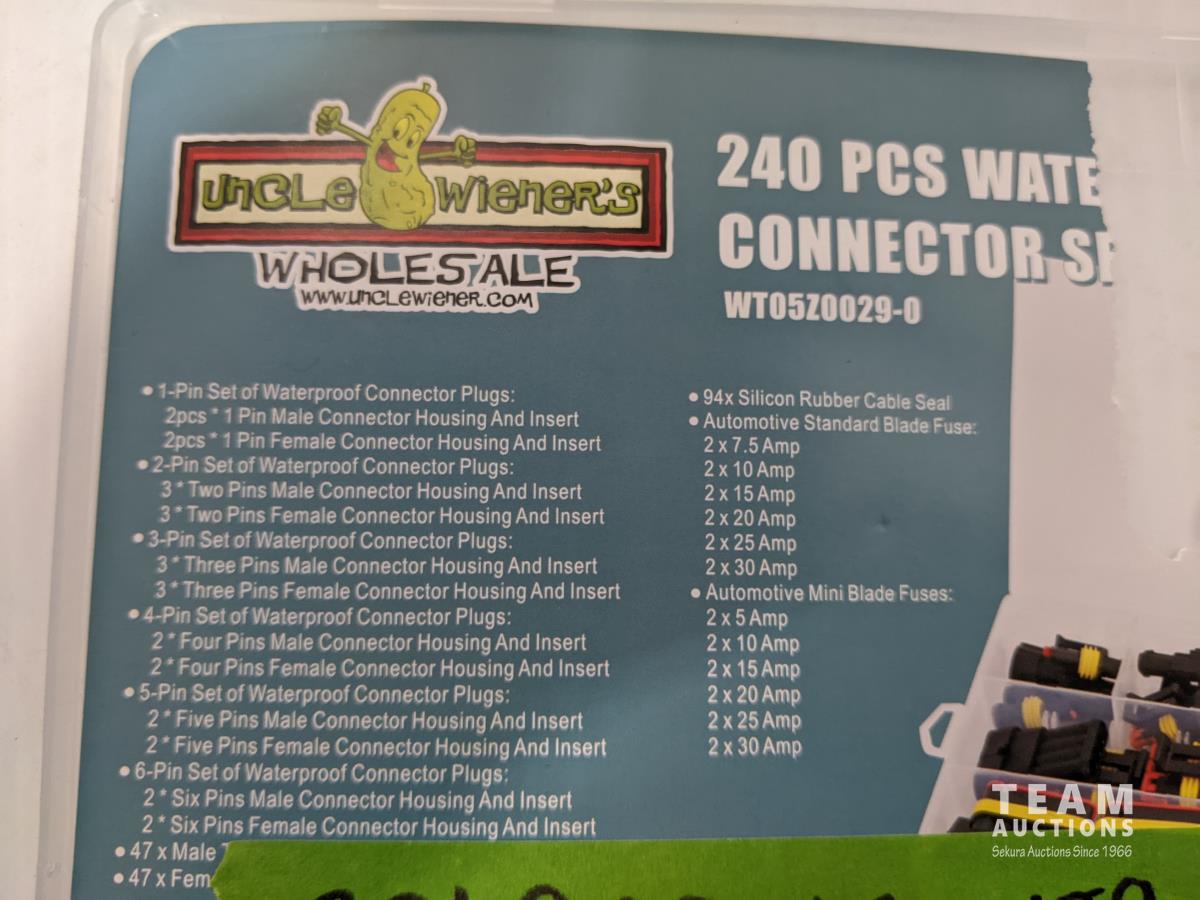 UNCLE WIENER'S
WHOLESALE
WWW.UNCLEWIENER.COM
240 PCS WATE
CONNECTOR SE
WT05Z0029-0
• 1-Pin Set of Waterproof Connector Plugs:
2pcs * 1 Pin Male Connector Housing And Insert
2pcs * 1 Pin Female Connector Housing And Insert
• 2-Pin Set of Waterproof Connector Plugs:
3 * Two Pins Male Connector Housing And Insert
3 * Two Pins Female Connector Housing And Insert
• 3-Pin Set of Waterproof Connector Plugs:
3 * Three Pins Male Connector Housing And Insert
3 * Three Pins Female Connector Housing And Insert
• 4-Pin Set of Waterproof Connector Plugs:
2 * Four Pins Male Connector Housing And Insert
2 * Four Pins Female Connector Housing And Insert
• 5-Pin Set of Waterproof Connector Plugs:
2 * Five Pins Male Connector Housing And Insert
2 * Five Pins Female Connector Housing And Insert
• 6-Pin Set of Waterproof Connector Plugs:
2 * Six Pins Male Connector Housing And Insert
2 * Six Pins Female Connector Housing And Insert
• 47 x Male
• 47 x Fem
• 94x Silicon Rubber Cable Seal
• Automotive Standard Blade Fuse:
2 x 7.5 Amp
2 x 10 Amp
2 x 15 Amp
2 x 20 Amp
2 x 25 Amp
2 x 30 Amp
• Automotive Mini Blade Fuses:
2 x 5 Amp
2 x 10 Amp
2 x 15 Amp
2 x 20 Amp
2 x 25 Amp
2 x 30 Amp
TEAM
AUCTIONS
Sekura Auctions Since 1966